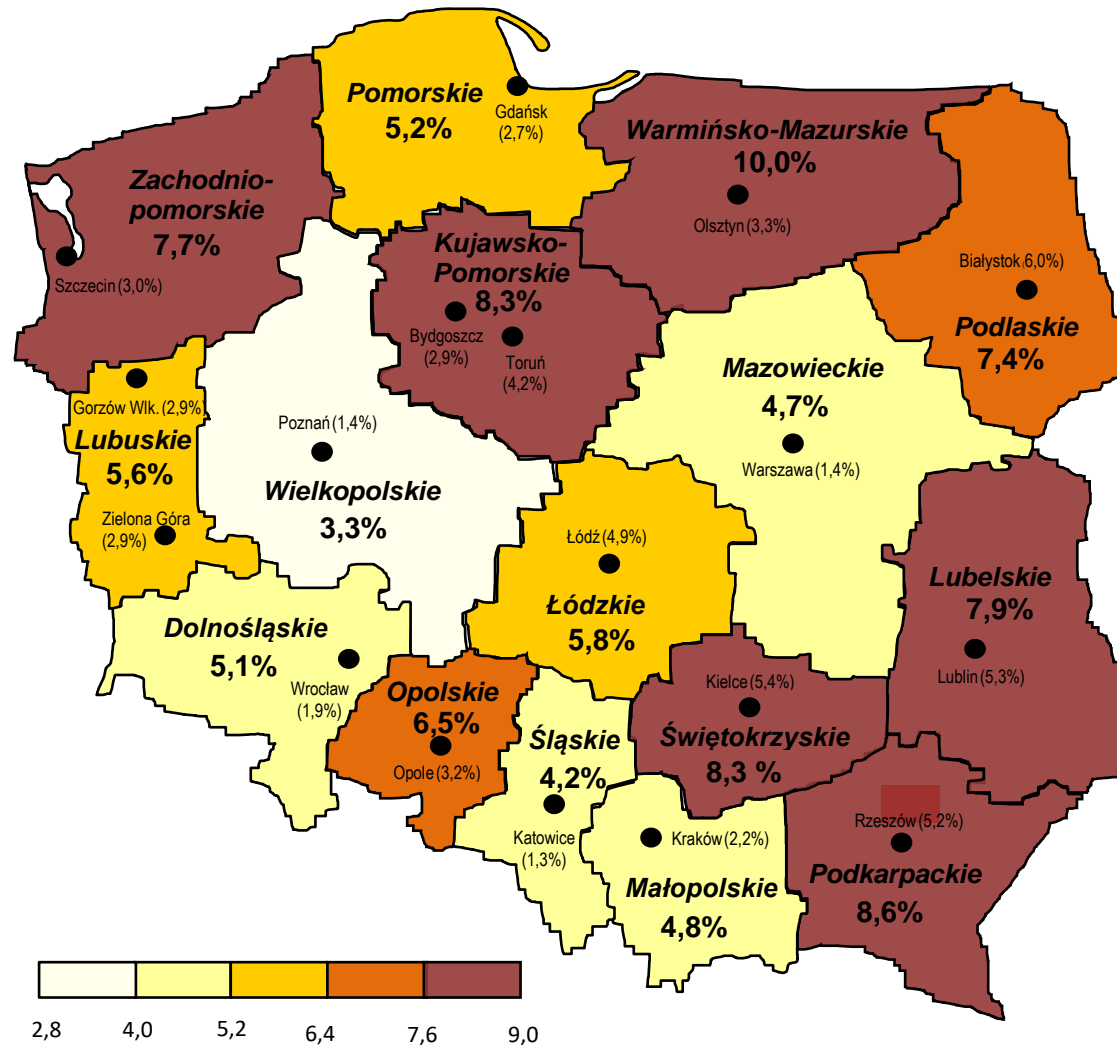 Pomorskie
5,2%
Gdańsk
(2,7%)
Warmińsko-Mazurskie
10,0%
Olsztyn (3,3%)
Zachodnio-
pomorskie
7,7%
Szczecin (3,0%)
Kujawsko-
Pomorskie
8,3%
Bydgoszcz
(2,9%)
Toruń
(4,2%)
Białystok (6,0%)
Podlaskie
7,4%
Mazowieckie
4,7%
Warszawa (1,4%)
Gorzów Wlk. (2,9%)
Lubuskie
5,6%
Zielona Góra
(2,9%)
Poznań (1,4%)
Wielkopolskie
3,3%
Łódź (4,9%)
Łódzkie
5,8%
Lubelskie
7,9%
Lublin (5,3%)
Dolnośląskie
5,1%
Wrocław
(1,9%)
Opolskie
6,5%
Opole (3,2%)
Śląskie
4,2%
Katowice
(1,3%)
Kielce (5,4%)
Świętokrzyskie
8,3 %
Kraków (2,2%)
Małopolskie
4,8%
Rzeszów (5,2%)
Podkarpackie
8,6%
2,8 4,0 5,2 6,4 7,6 9,0